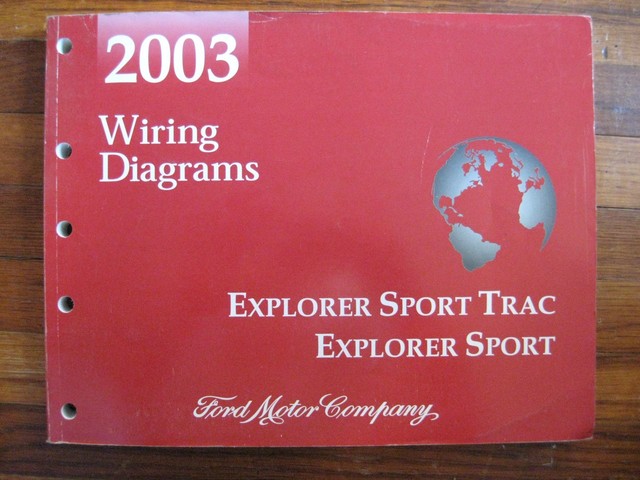 2003
Wiring
Diagrams
EXPLORER SPORT TRAC
EXPLORER SPORT
Ford Motor Company